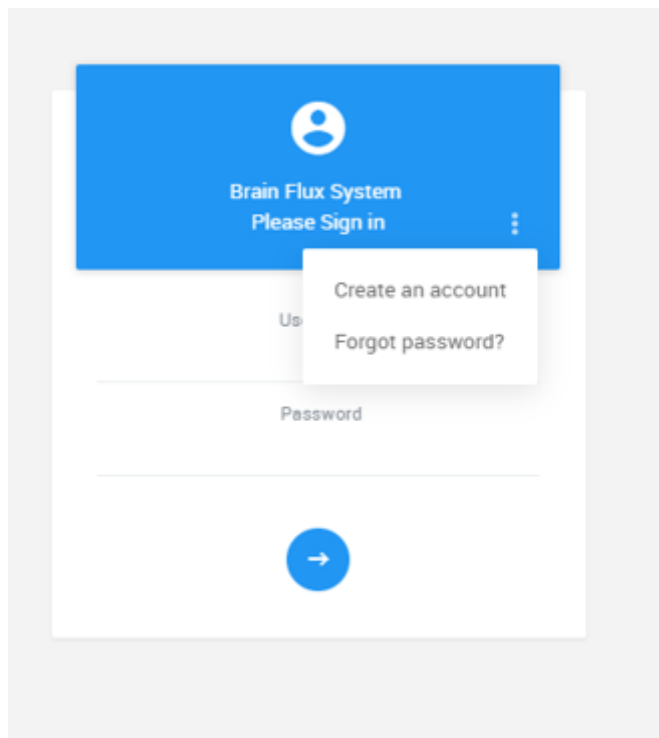 Brain Flux System
Please Sign in
Create an account
Forgot password?
Password